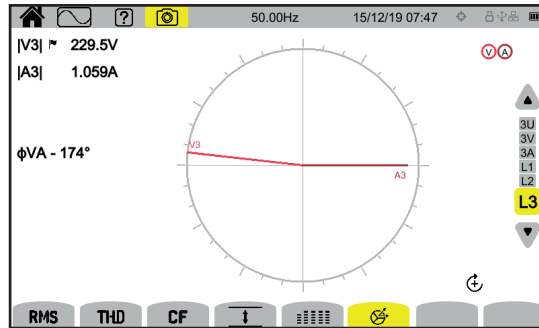 ? 50.00Hz 15/12/19 07:47
|V3| 229.5V
|A3| 1.059A
V A
V3
A3
ϕVA - 174°
3U
3V
3A
L1
L2
L3
RMS THD CF